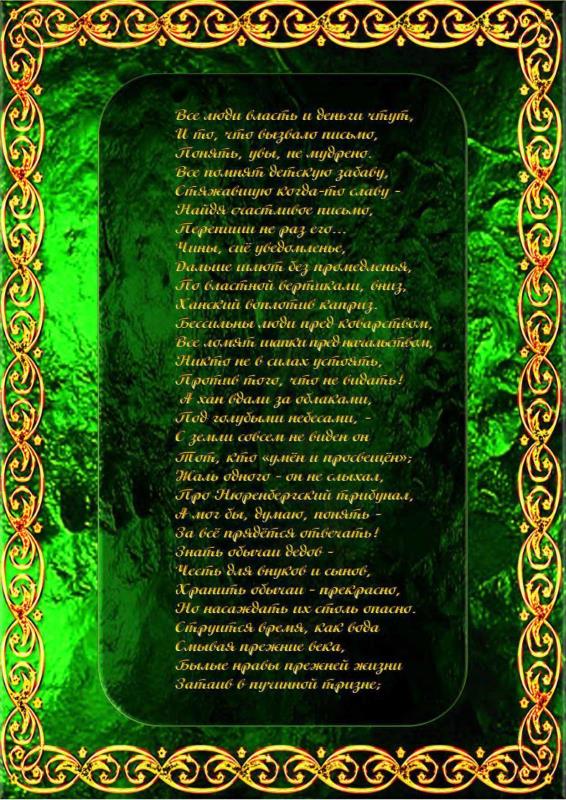 Все люди власть и деньги чтут,
И то, что вызвало письмо,
Понять, увы, не мудрено.
Все помнят детскую забаву,
Стяжавшую когда-то славу –
Найдя счастливое письмо,
Перепиши не раз его...
Чины, сиё уведомленье,
Дальше шлют без промедленья,
По властной вертикали, вниз,
Ханский воплотив каприз.
Бессильны люди пред коварством,
Все ломят шапки пред начальством,
Никто не в силах устоять,
Против того, что не видать!
А хан вдали за облаками,
Под голубыми небесами, –
С земли совсем не виден он
Тот, кто «умён и просвещён»;
Жаль одного – он не слыхал,
Про Нюренбергский трибунал,
А мог бы, думаю, понять –
За всё прядётся отвечать!
Знать обычаи дедов –
Честь для внуков и сынов,
Хранить обычаи – прекрасно,
Но насаждать их столь опасно.
Струится время, как вода
Смывая прежние века,
Былые нравы прежней жизни
Затаив в пучинной тризне;